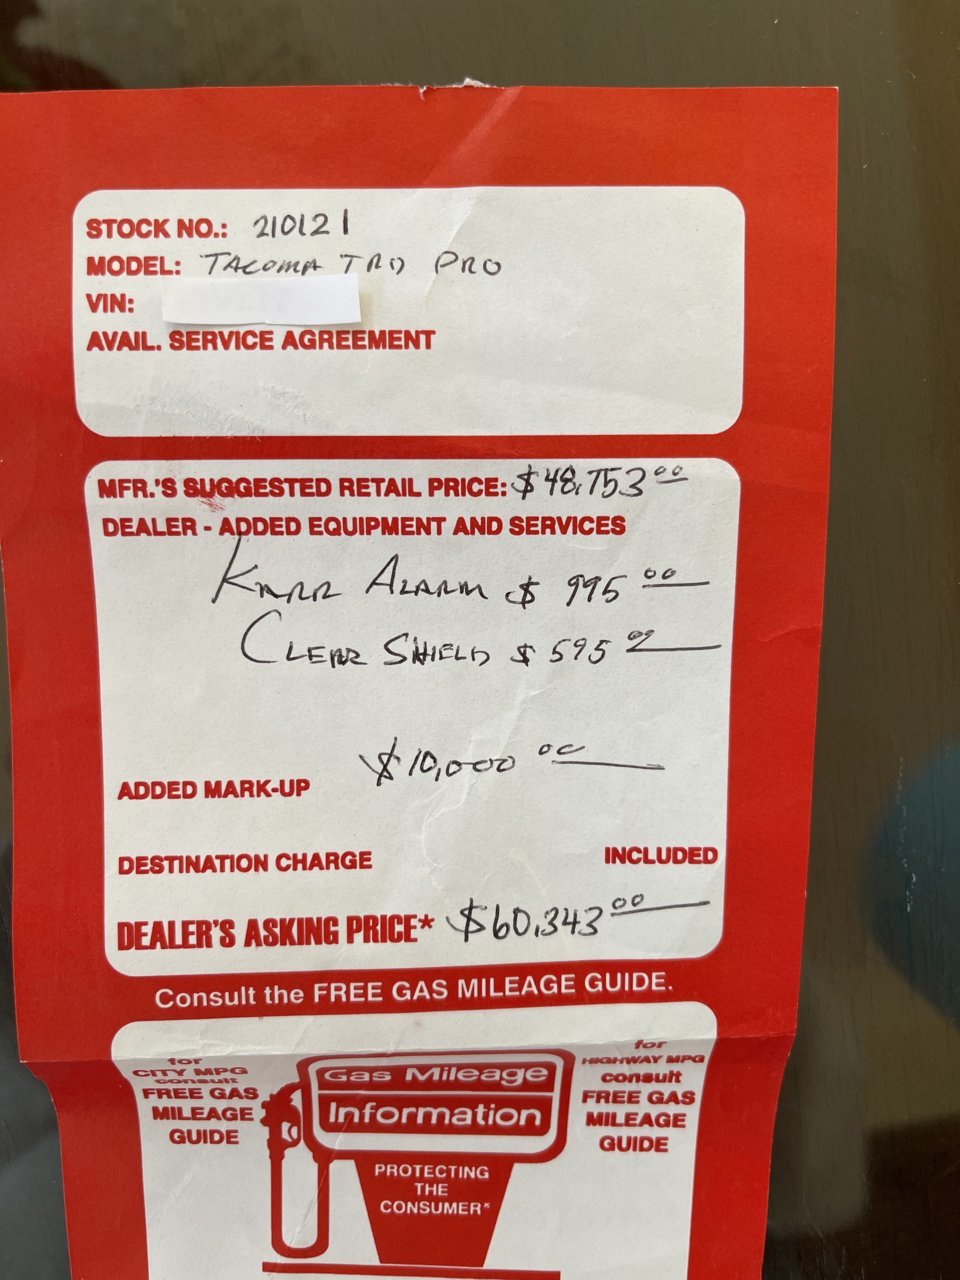 STOCK NO.: 210121
MODEL: TACOMA TRD PRO
VIN:
AVAIL. SERVICE AGREEMENT
MFR.'S SUGGESTED RETAIL PRICE: $48,753.00
DEALER - ADDED EQUIPMENT AND SERVICES
KARR ALARM $ 995 00
CLEAR SHIELD $ 595 00
$10,000 00
ADDED MARK-UP
DESTINATION CHARGE INCLUDED
DEALER'S ASKING PRICE* $60,343 00
Consult the FREE GAS MILEAGE GUIDE.
for
CITY MPG
consult
FREE GAS
MILEAGE
GUIDE
Gas Mileage
Information
PROTECTING
THE
CONSUMER*
for
HIGHWAY MPG
consult
FREE GAS
MILEAGE
GUIDE